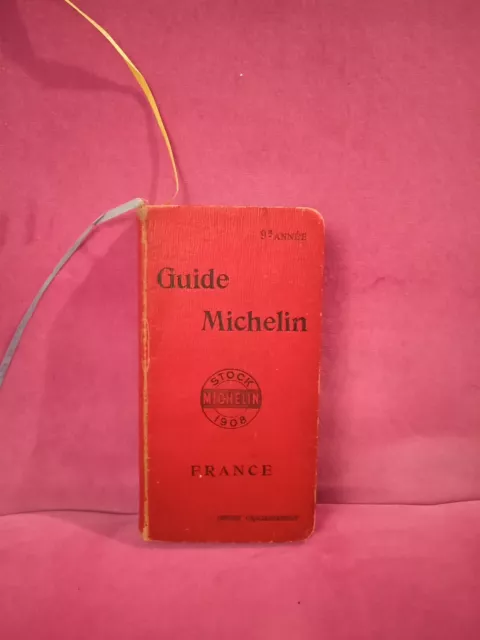 9e ANNÉE
Guide
Michelin
STOCK
MICHELIN
1908
FRANCE